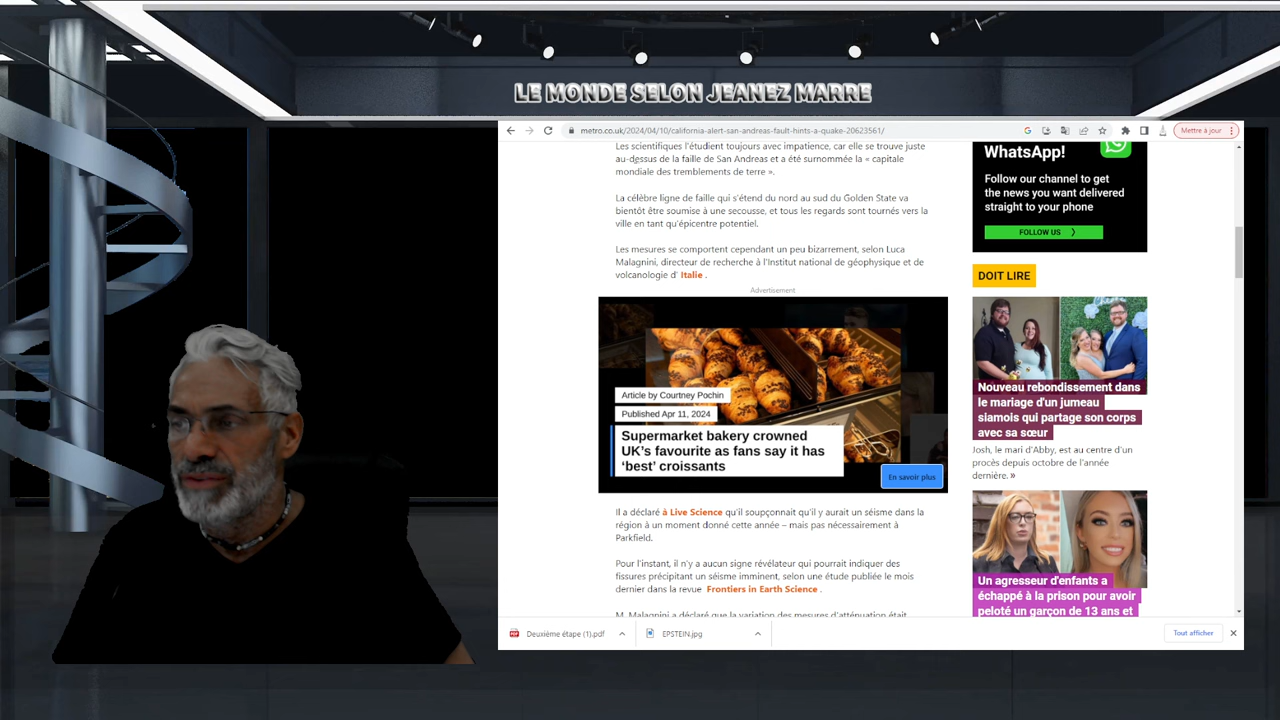 LE MONDE SELON JEANEZ MARRE
metro.co.uk/2024/04/10/california-alert-san-andreas-fault-hints-a-quake-20623561/
Mettre à jour
Les scientifiques l'étudient toujours avec impatience, car elle se trouve juste
au-dessus de la faille de San Andreas et a été surnommée la « capitale
mondiale des tremblements de terre ».
La célèbre ligne de faille qui s'étend du nord au sud du Golden State va
bientôt être soumise à une secousse, et tous les regards sont tournés vers la
ville en tant qu'épicentre potentiel.
Les mesures se comportent cependant un peu bizarrement, selon Luca
Malagnini, directeur de recherche à l'Institut national de géophysique et de
volcanologie d' Italie .
Advertisement
Article by Courtney Pochin
Published Apr 11, 2024
Supermarket bakery crowned
UK's favourite as fans say it has
'best' croissants
En savoir plus
Il a déclaré à Live Science qu'il soupçonnait qu'il y aurait un séisme dans la
région à un moment donné cette année – mais pas nécessairement à
Parkfield.
Pour l'instant, il n'y a aucun signe révélateur qui pourrait indiquer des
fissures précipitant un séisme imminent, selon une étude publiée le mois
dernier dans la revue Frontiers in Earth Science .
M. Malagnini a déclaré que la variation des mesures d'atténuation était
WhatsApp!
Follow our channel to get
the news you want delivered
straight to your phone
FOLLOW US
DOIT LIRE
Nouveau rebondissement dans
le mariage d'un jumeau
siamois qui partage son corps
avec sa sœur
Josh, le mari d'Abby, est au centre d'un
procès depuis octobre de l'année
dernière. »
Un agresseur d'enfants a
échappé à la prison pour avoir
peloté un garçon de 13 ans et
Deuxième étape (1).pdf
EPSTEIN.jpg
Tout afficher